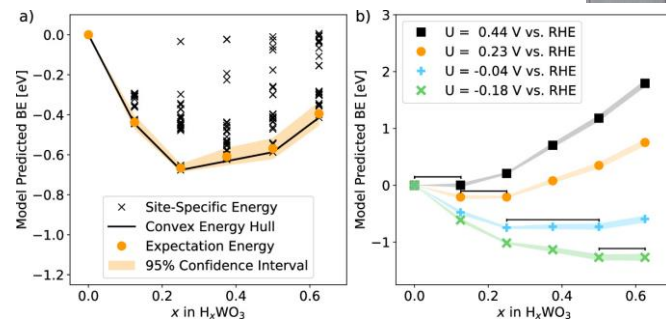 a)
0.0
−0.2
−0.4
−0.6
−0.8
−1.0
−1.2
Model Predicted BE [eV]
× Site-Specific Energy
Convex Energy Hull
Expectation Energy
95% Confidence Interval
0.0 0.2 0.4 0.6
x in HₓWO₃
b)
U = 0.44 V vs. RHE
U = 0.23 V vs. RHE
U = -0.04 V vs. RHE
U = -0.18 V vs. RHE
3
2
1
0
−1
Model Predicted BE [eV]
0.0 0.2 0.4 0.6
x in HₓWO₃